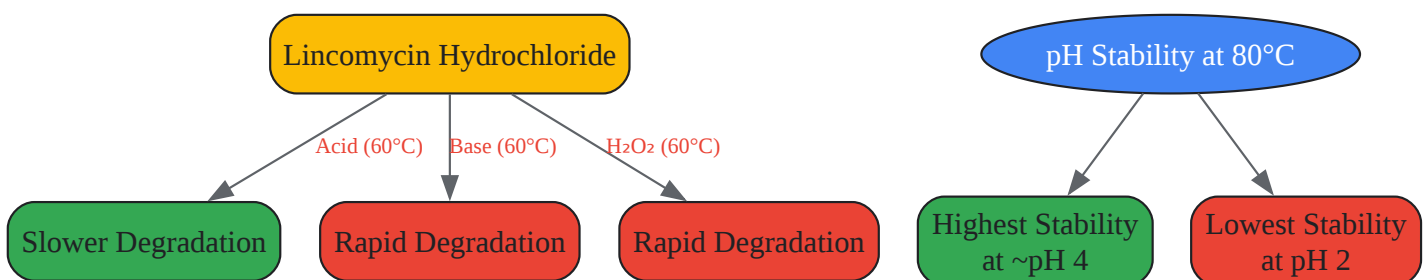 Lincomycin Hydrochloride
pH Stability at 80°C
Acid (60°C)
Base (60°C)
H₂O₂ (60°C)
Slower Degradation
Rapid Degradation
Rapid Degradation
Highest Stability
at ~pH 4
Lowest Stability
at pH 2